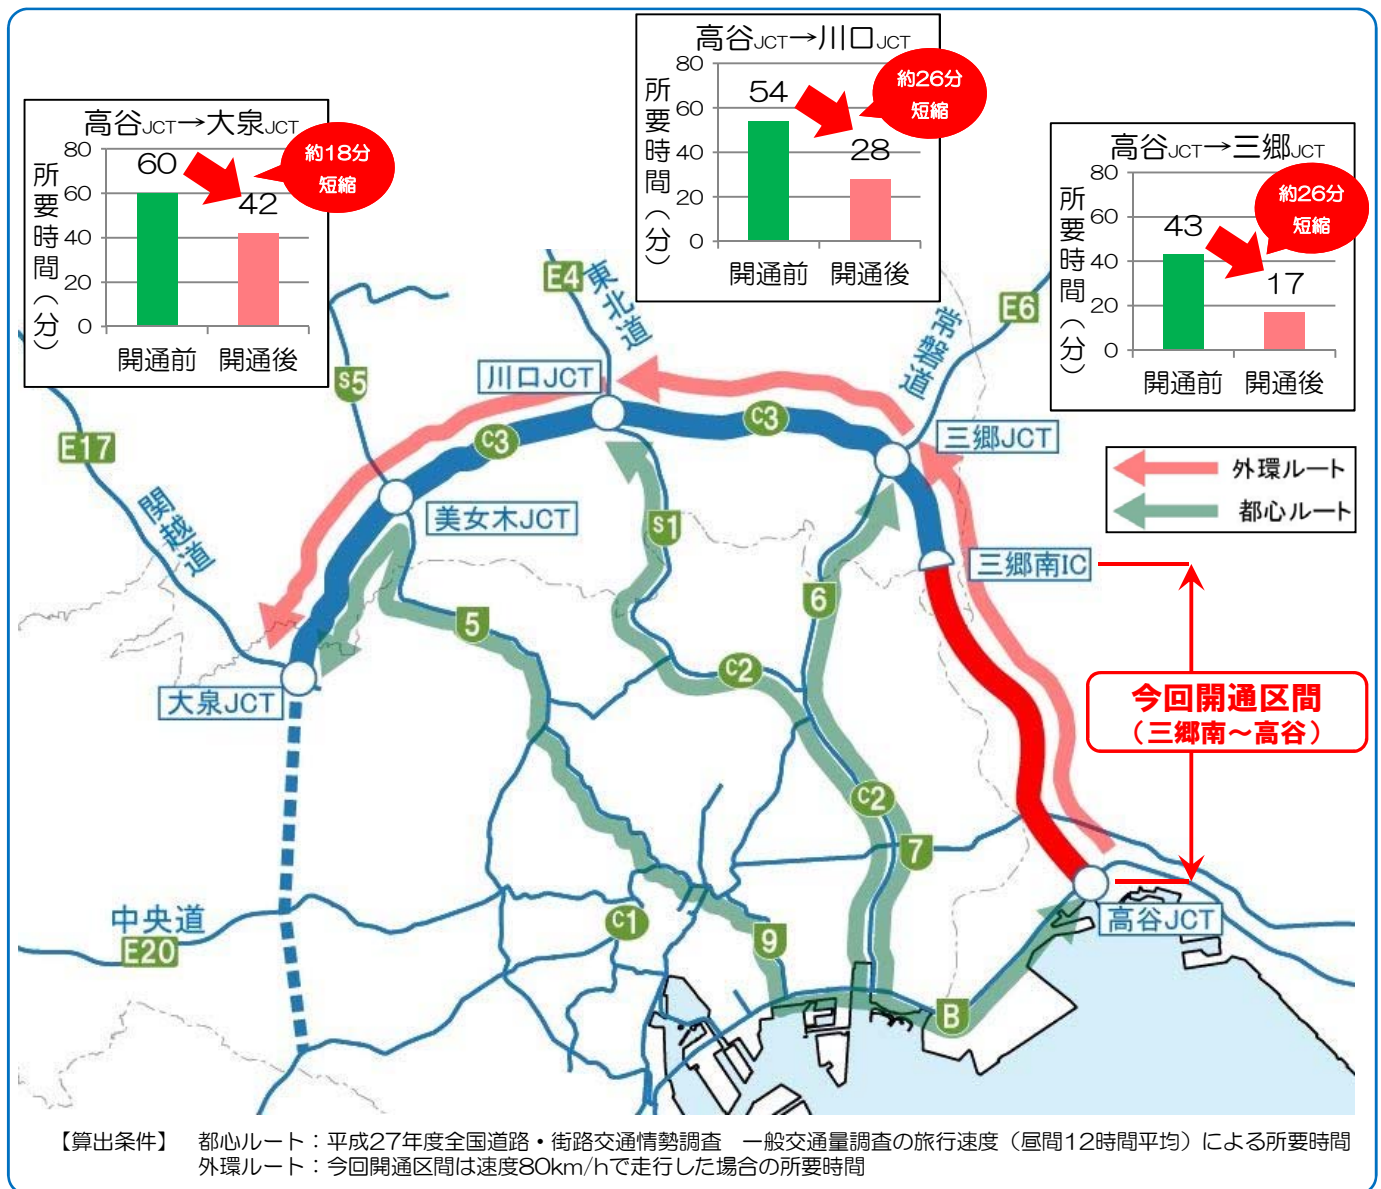 高谷JCT→大泉JCT
所要時間（分）
80
60
40
20
0
60
42
約18分
短縮
開通前
開通後
高谷JCT→川口JCT
所要時間（分）
80
60
40
20
0
54
28
約26分
短縮
開通前
開通後
高谷JCT→三郷JCT
所要時間（分）
80
60
40
20
0
43
17
約26分
短縮
開通前
開通後
E4
東北道
E6
常磐道
S5
川口JCT
C3
C3
三郷JCT
E17
関越道
美女木JCT
S1
外環ルート
都心ルート
三郷南IC
6
5
C2
大泉JCT
今回開通区間
（三郷南～高谷）
C2
7
中央道
E20
C1
9
高谷JCT
B
【算出条件】　都心ルート：平成27年度全国道路・街路交通情勢調査　一般交通量調査の旅行速度（昼間12時間平均）による所要時間
外環ルート：今回開通区間は速度80km/hで走行した場合の所要時間